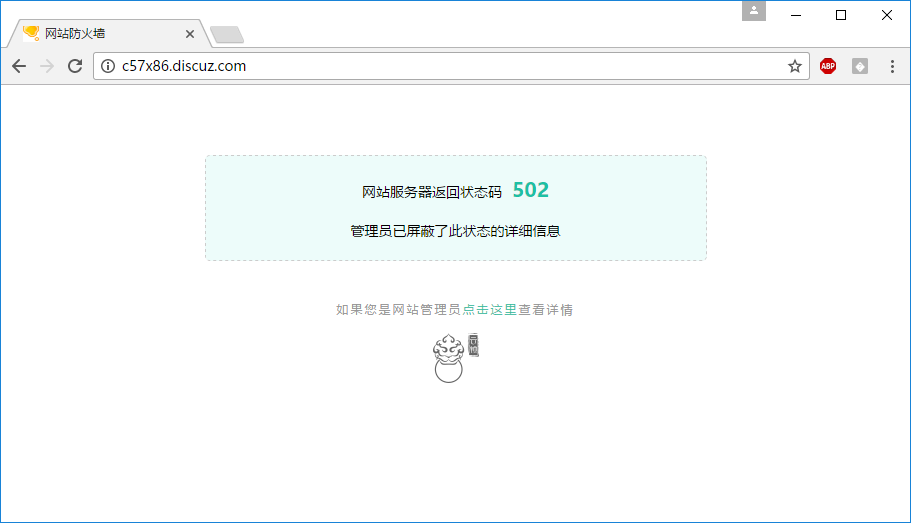 网站防火墙
c57x86.discuz.com
ABP
网站服务器返回状态码 502
管理员已屏蔽了此状态的详细信息
如果您是网站管理员点击这里查看详情